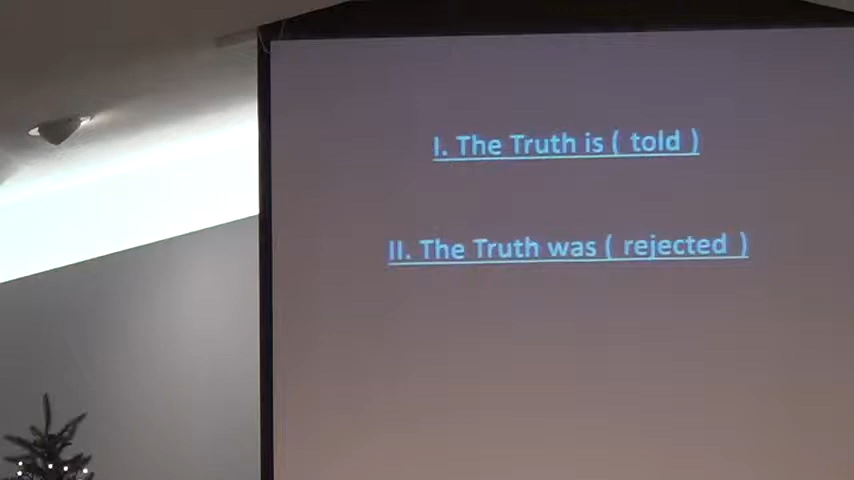 I. The Truth is ( told )
II. The Truth was ( rejected )